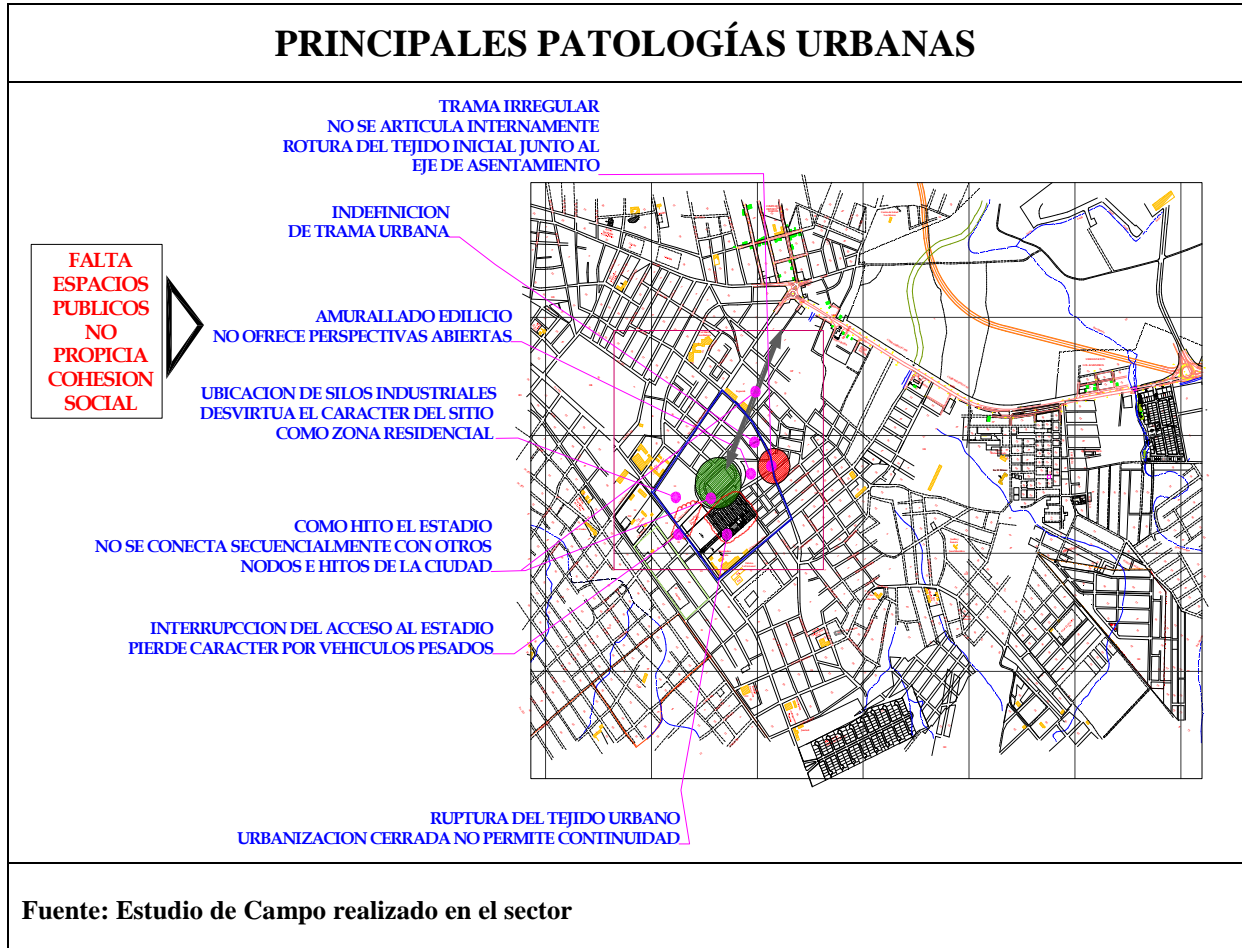 PRINCIPALES PATOLOGÍAS URBANAS
TRAMA IRREGULAR
NO SE ARTICULA INTERNAMENTE
ROTURA DEL TEJIDO INICIAL JUNTO AL
EJE DE ASENTAMIENTO
INDEFINICION
DE TRAMA URBANA
FALTA
ESPACIOS
PUBLICOS
NO
PROPICIA
COHESION
SOCIAL
AMURALLADO EDILICIO
NO OFRECE PERSPECTIVAS ABIERTAS
UBICACION DE SILOS INDUSTRIALES
DESVIRTUA EL CARACTER DEL SITIO
COMO ZONA RESIDENCIAL
COMO HITO EL ESTADIO
NO SE CONECTA SECUENCIALMENTE CON OTROS
NODOS E HITOS DE LA CIUDAD
INTERRUPCCION DEL ACCESO AL ESTADIO
PIERDE CARACTER POR VEHICULOS PESADOS
RUPTURA DEL TEJIDO URBANO
URBANIZACION CERRADA NO PERMITE CONTINUIDAD
Fuente: Estudio de Campo realizado en el sector